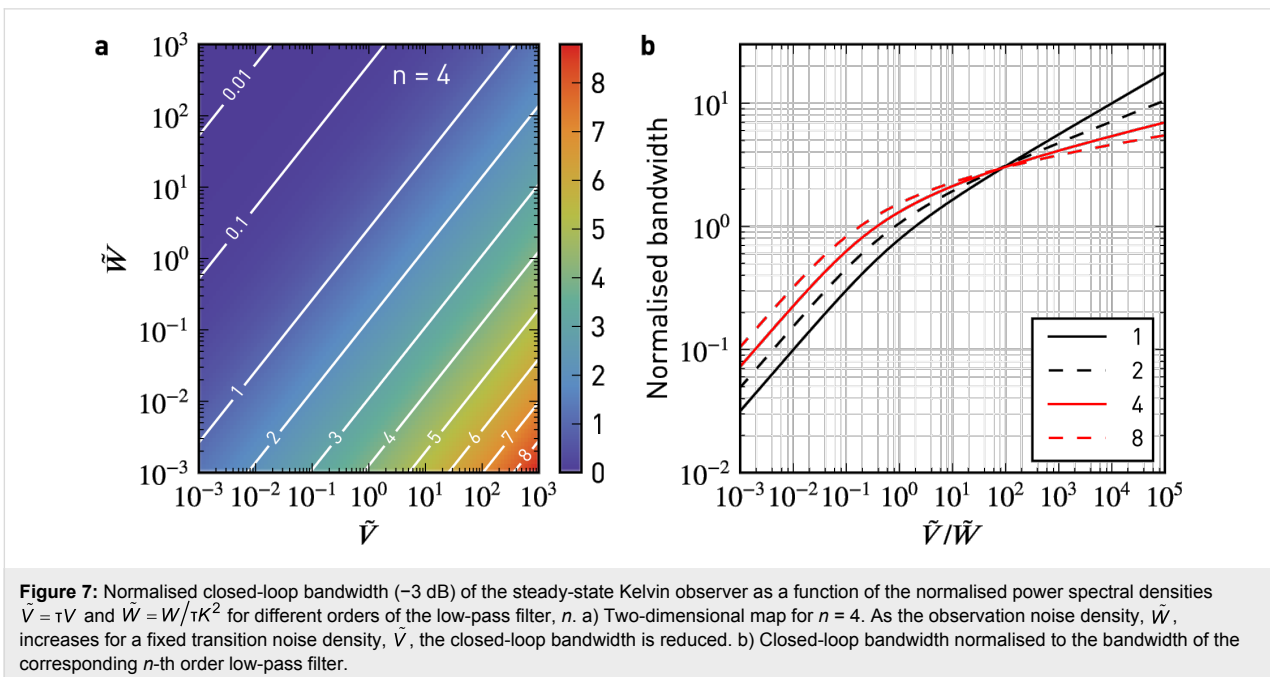 a
b
n = 4
0.01
0.1
1
2
3
4
5
6
7
8
10³
10²
10¹
10⁰
10⁻¹
10⁻²
10⁻³
W̃
10⁻³ 10⁻² 10⁻¹ 10⁰ 10¹ 10² 10³
Ṽ
8
7
6
5
4
3
2
1
0
Normalised bandwidth
10¹
10⁰
10⁻¹
10⁻²
1
2
4
8
10⁻³ 10⁻² 10⁻¹ 10⁰ 10¹ 10² 10³ 10⁴ 10⁵
Ṽ/W̃
Figure 7: Normalised closed-loop bandwidth (−3 dB) of the steady-state Kelvin observer as a function of the normalised power spectral densities
Ṽ = τV and W̃ = W/τK² for different orders of the low-pass filter, n. a) Two-dimensional map for n = 4. As the observation noise density, W̃,
increases for a fixed transition noise density, Ṽ, the closed-loop bandwidth is reduced. b) Closed-loop bandwidth normalised to the bandwidth of the
corresponding n-th order low-pass filter.